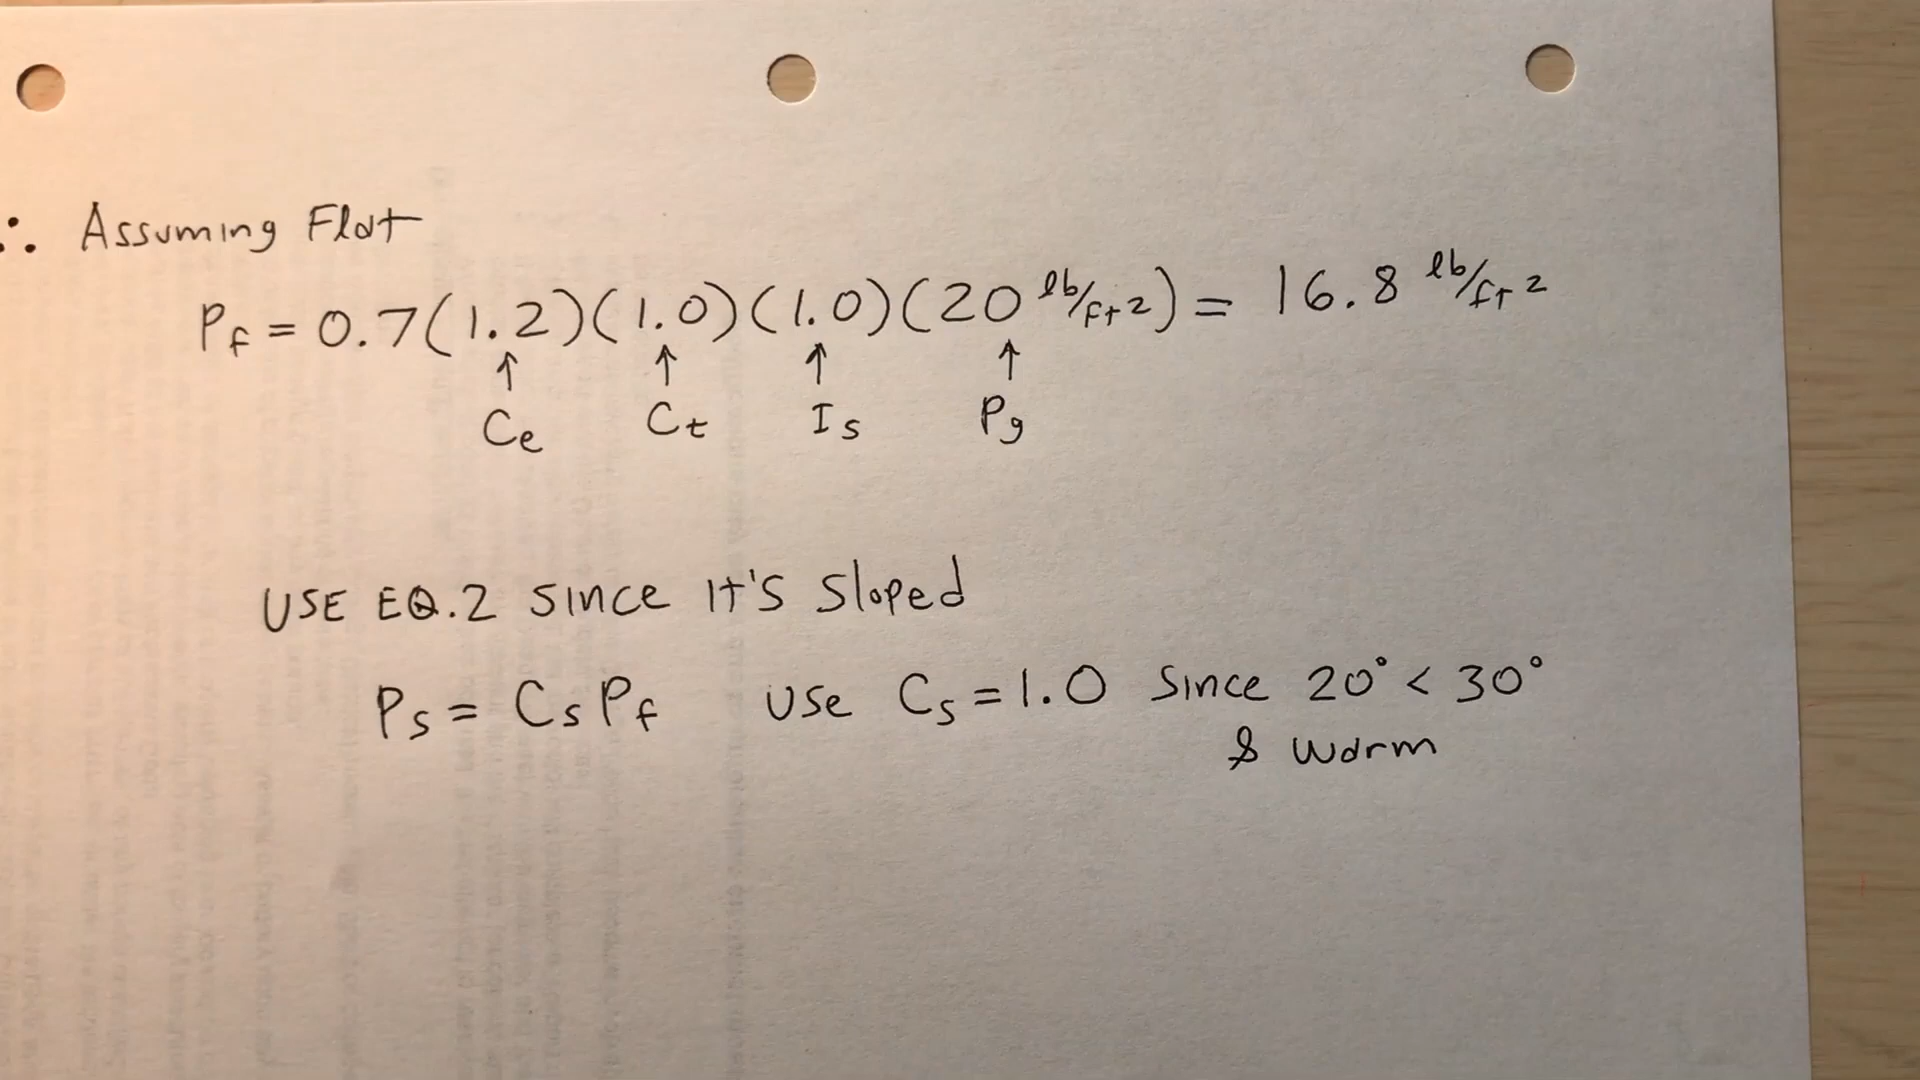 ∴ Assuming Flat
Pf = 0.7(1.2)(1.0)(1.0)(20 lb/ft2) = 16.8 lb/ft2
↑ ↑ ↑ ↑
Ce Ct Is Pg
USE EQ.2 SINCE IT'S Sloped
Ps = Cs Pf USe Cs = 1.0 SINCe 20° < 30°
& Warm